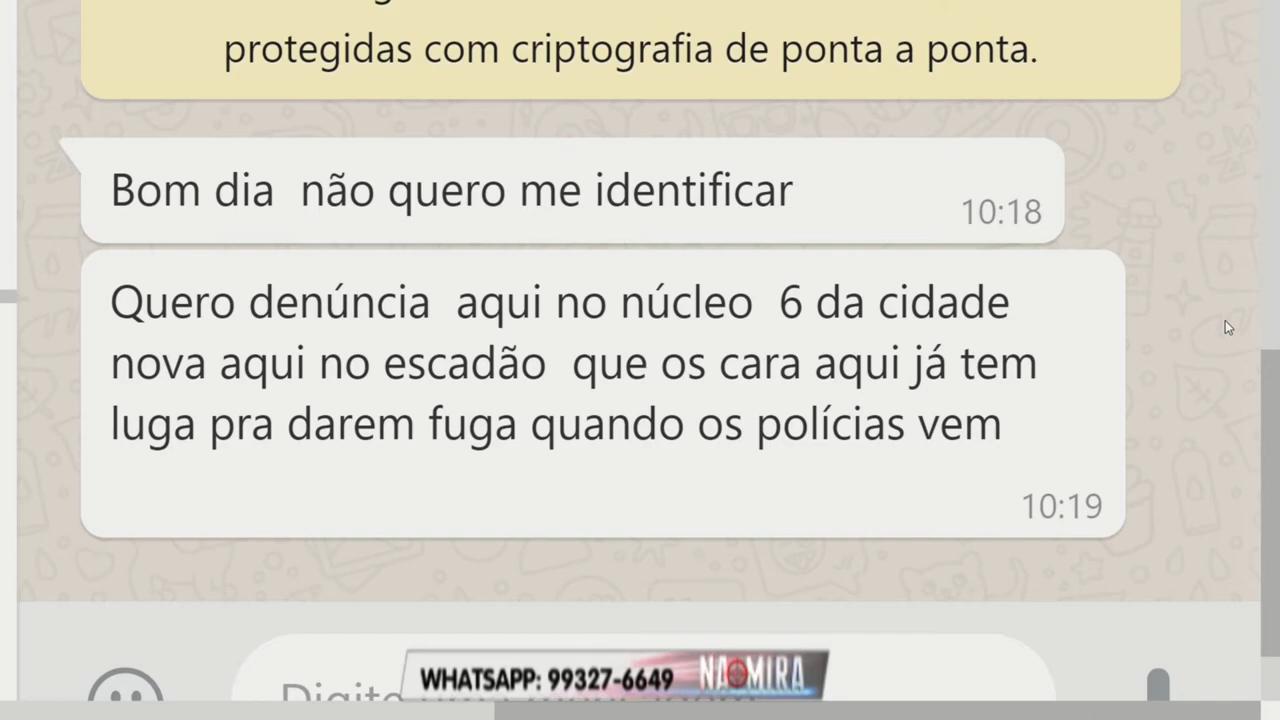 protegidas com criptografia de ponta a ponta.
Bom dia não quero me identificar
10:18
Quero denúncia aqui no núcleo 6 da cidade
nova aqui no escadão que os cara aqui já tem
luga pra darem fuga quando os polícias vem
10:19
WHATSAPP: 99327-6649 NA MIRA